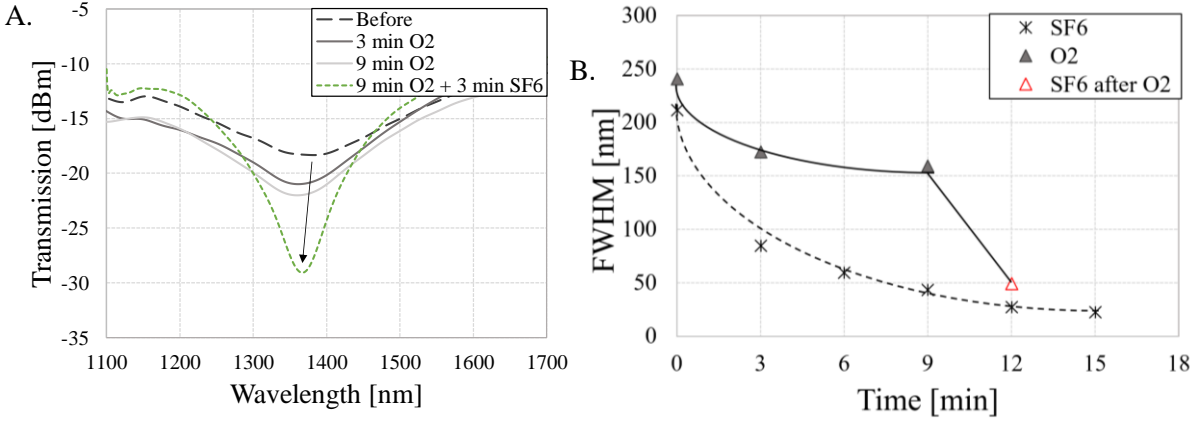 A.
Before
3 min O2
9 min O2
9 min O2 + 3 min SF6
-5
-10
-15
-20
-25
-30
-35
Transmission [dBm]
1100 1200 1300 1400 1500 1600 1700
Wavelength [nm]
B.
SF6
O2
SF6 after O2
300
250
200
150
100
50
0
FWHM [nm]
0 3 6 9 12 15 18
Time [min]